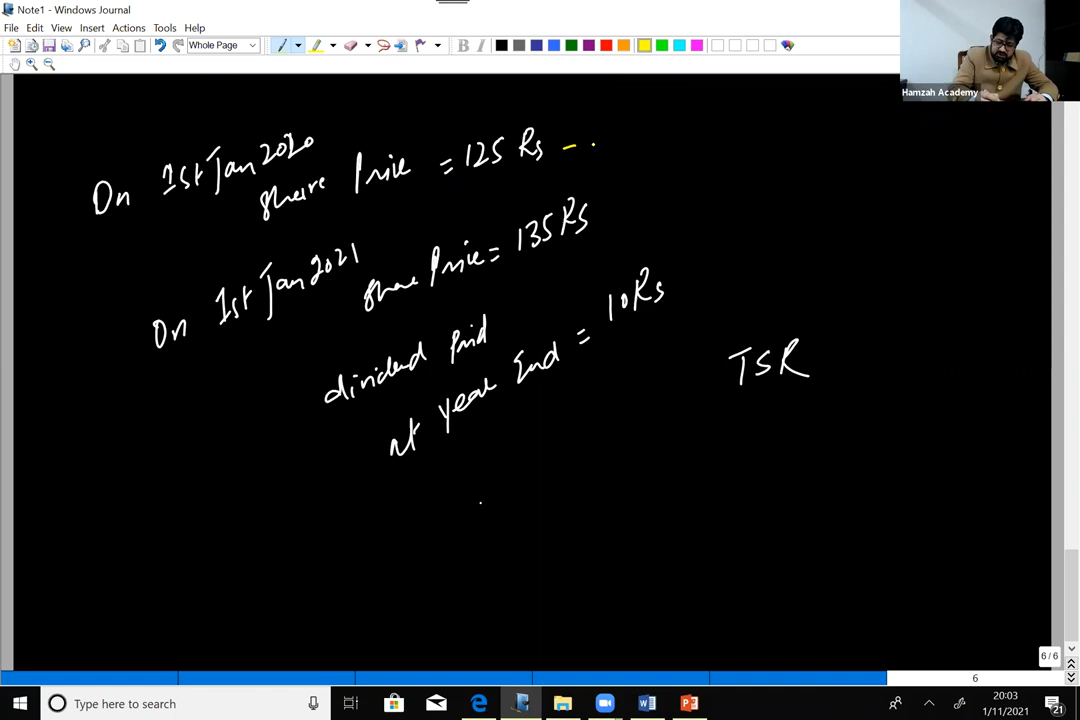 Note1 - Windows Journal
File Edit View Insert Actions Tools Help
Whole Page
Hamzah Academy
On 1st Jan 2020
share Price = 125 Rs
On 1st Jan 2021
share Price = 135 Rs
dividend Paid
at year End = 10 Rs
TSR
6 / 6
6
Type here to search
20:03
1/11/2021
21